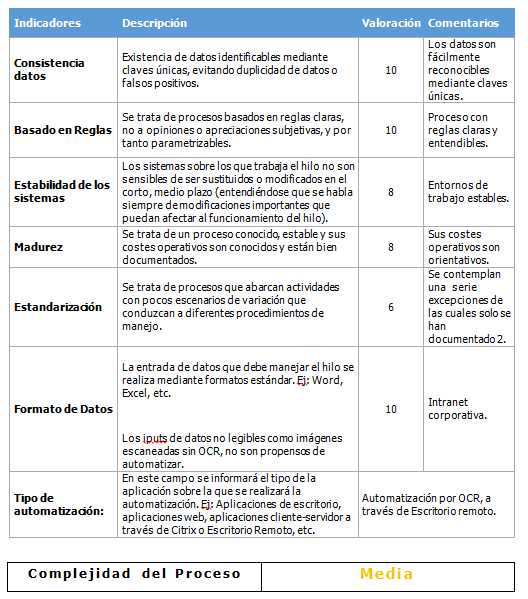 Indicadores Descripción Valoración Comentarios
Consistencia datos
Existencia de datos identificables mediante
claves únicas, evitando duplicidad de datos o
falsos positivos.
10
Los datos son
fácilmente
reconocibles
mediante claves
únicas.
Basado en Reglas
Se trata de procesos basados en reglas claras,
no a opiniones o apreciaciones subjetivas, y por
tanto parametrizables.
10
Proceso con
reglas claras y
entendibles.
Estabilidad de los
sistemas
Los sistemas sobre los que trabaja el hilo no son
sensibles de ser sustituidos o modificados en el
corto, medio plazo (entendiéndose que se habla
siempre de modificaciones importantes que
puedan afectar al funcionamiento del hilo).
8
Entornos de
trabajo estables.
Madurez
Se trata de un proceso conocido, estable y sus
costes operativos son conocidos y están bien
documentados.
8
Sus costes
operativos son
orientativos.
Estandarización
Se trata de procesos que abarcan actividades
con pocos escenarios de variación que
conduzcan a diferentes procedimientos de
manejo.
6
Se contemplan
una serie
excepciones de
las cuales solo se
han
documentado 2.
Formato de Datos
La entrada de datos que debe manejar el hilo se
realiza mediante formatos estándar. Ej: Word,
Excel, etc.
Los iputs de datos no legibles como imágenes
escaneadas sin OCR, no son propensos de
automatizar.
10
Intranet
corporativa.
Tipo de
automatización:
En este campo se informará el tipo de la
aplicación sobre la que se realizará la
automatización. Ej: Aplicaciones de escritorio,
aplicaciones web, aplicaciones cliente-servidor a
través de Citrix o Escritorio Remoto, etc.
Automatización por OCR, a
través de Escritorio remoto.
Complejidad del Proceso Media